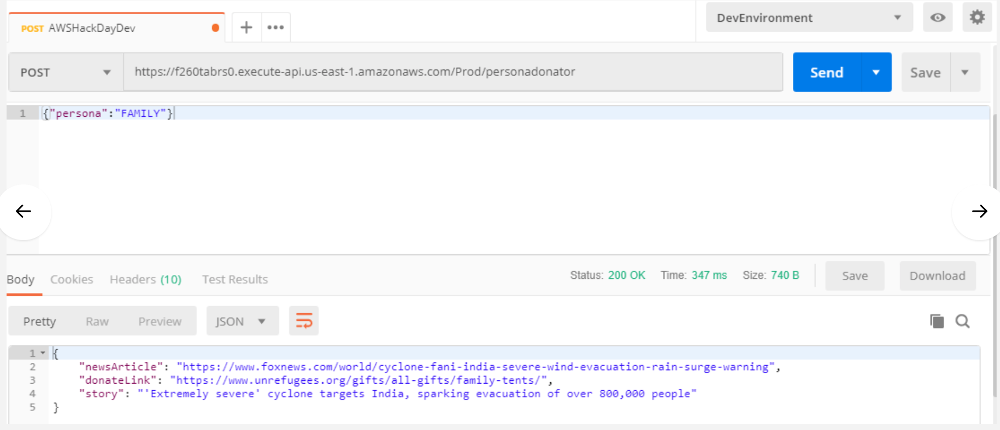 POST AWSHackDayDev
DevEnvironment
POST
https://f260tabrs0.execute-api.us-east-1.amazonaws.com/Prod/personadonator
Send
Save
1 {"persona":"FAMILY"}
Body Cookies Headers (10) Test Results
Status: 200 OK Time: 347 ms Size: 740 B
Save
Download
Pretty Raw Preview
JSON
1 {
2 "newsArticle": "https://www.foxnews.com/world/cyclone-fani-india-severe-wind-evacuation-rain-surge-warning",
3 "donateLink": "https://www.unrefugees.org/gifts/all-gifts/family-tents/",
4 "story": "'Extremely severe' cyclone targets India, sparking evacuation of over 800,000 people"
5 }